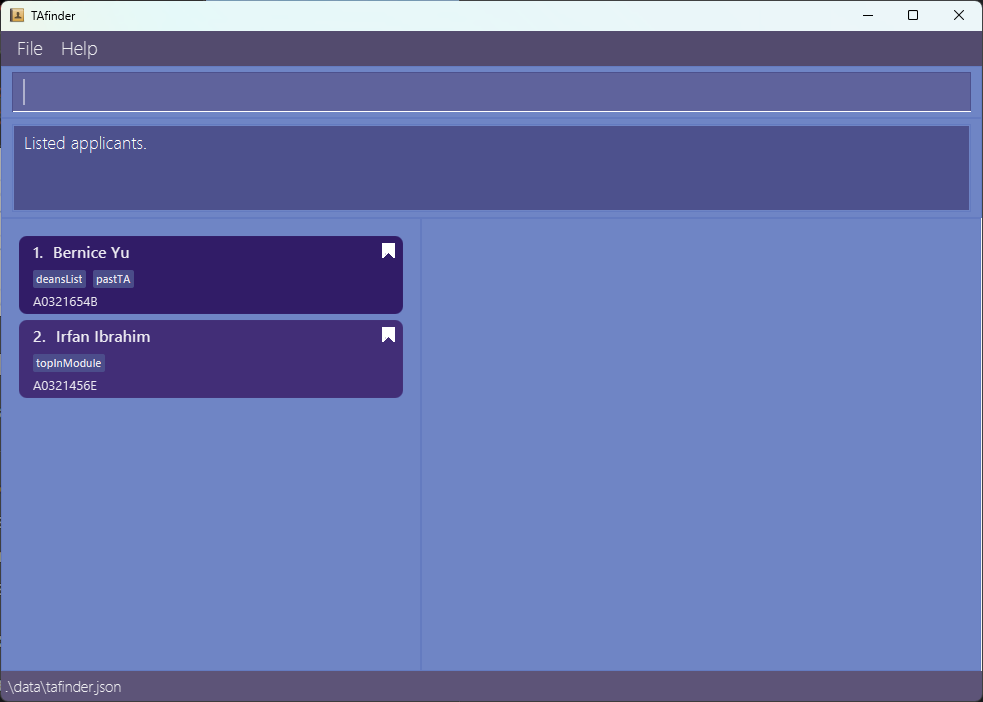 TAfinder
File Help
Listed applicants.
1. Bernice Yu
deansList pastTA
A0321654B
2. Irfan Ibrahim
topInModule
A0321456E
.\data\tafinder.json